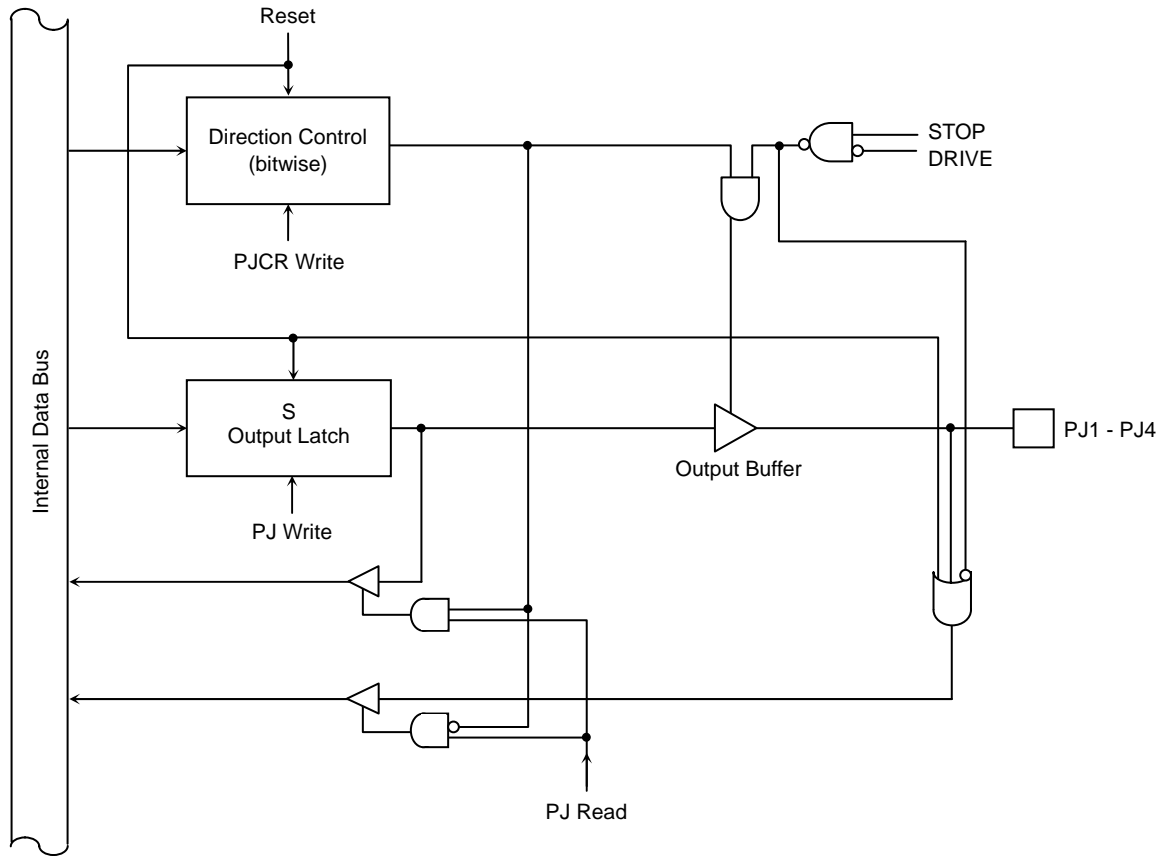 Reset
Direction Control
(bitwise)
STOP
DRIVE
PJCR Write
Internal Data Bus
S
Output Latch
Output Buffer
PJ1 - PJ4
PJ Write
PJ Read